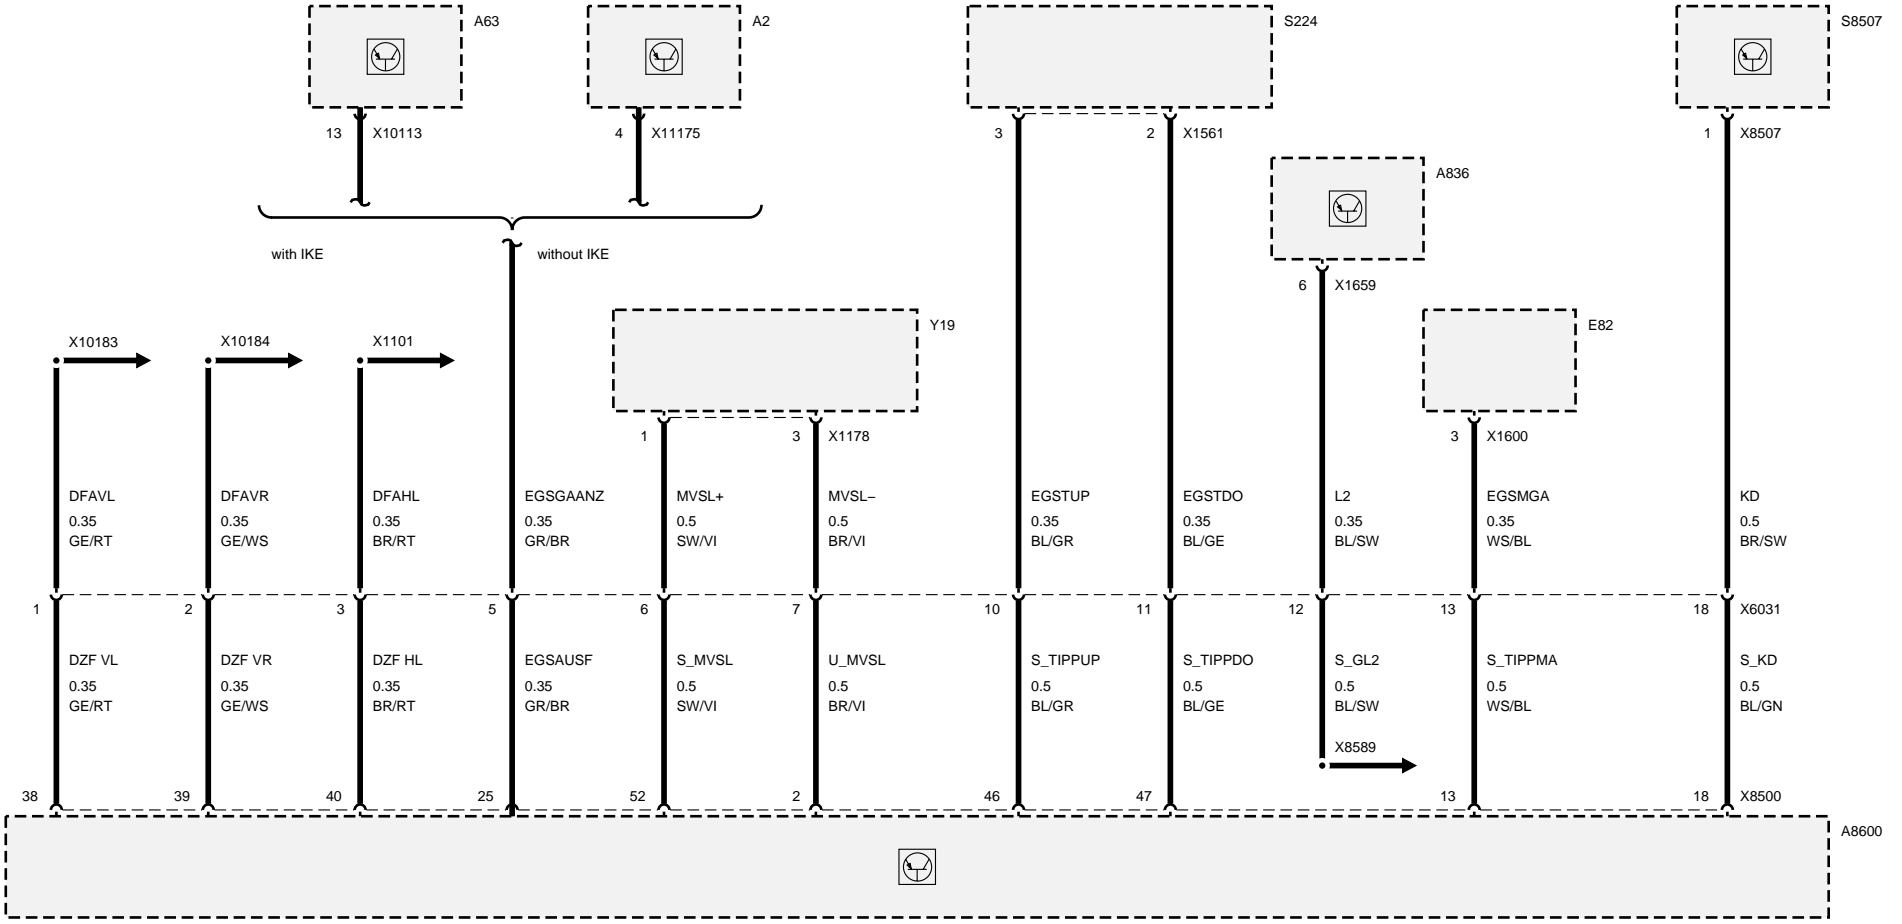 A63 A2 S224 S8507
13 X10113 4 X11175 3 2 X1561 1 X8507
A836
with IKE without IKE
6 X1659
Y19 E82
X10183 X10184 X1101
1 3 X1178 3 X1600
DFAVL DFAVR DFAHL EGSGAANZ MVSL+ MVSL– EGSTUP EGSTDO L2 EGSMGA KD
0.35 0.35 0.35 0.35 0.5 0.5 0.35 0.35 0.35 0.35 0.5
GE/RT GE/WS BR/RT GR/BR SW/VI BR/VI BL/GR BL/GE BL/SW WS/BL BR/SW
1 2 3 5 6 7 10 11 12 13 18 X6031
DZF VL DZF VR DZF HL EGSAUSF S_MVSL U_MVSL S_TIPPUP S_TIPPDO S_GL2 S_TIPPMA S_KD
0.35 0.35 0.35 0.35 0.5 0.5 0.5 0.5 0.5 0.5 0.5
GE/RT GE/WS BR/RT GR/BR SW/VI BR/VI BL/GR BL/GE BL/SW WS/BL BL/GN
X8589
38 39 40 25 52 2 46 47 13 18 X8500
A8600